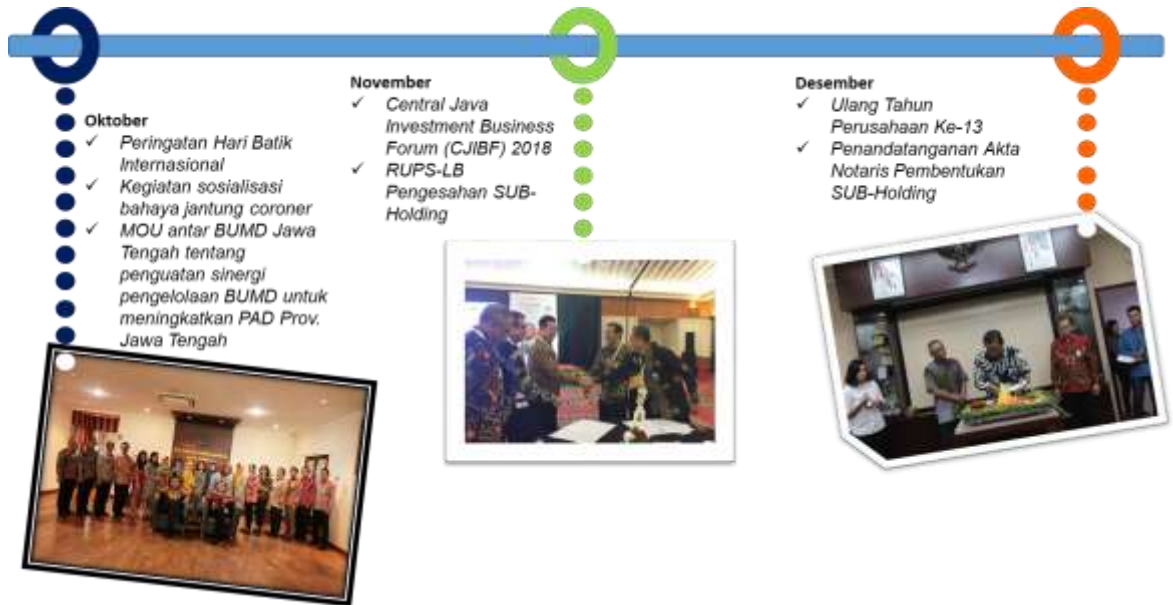 Oktober
✓ Peringatan Hari Batik
Internasional
✓ Kegiatan sosialisasi
bahaya jantung coroner
✓ MOU antar BUMD Jawa
Tengah tentang
penguatan sinergi
pengelolaan BUMD untuk
meningkatkan PAD Prov.
Jawa Tengah
November
✓ Central Java
Investment Business
Forum (CJIBF) 2018
✓ RUPS-LB
Pengesahan SUB-
Holding
Desember
✓ Ulang Tahun
Perusahaan Ke-13
✓ Penandatanganan Akta
Notaris Pembentukan
SUB-Holding